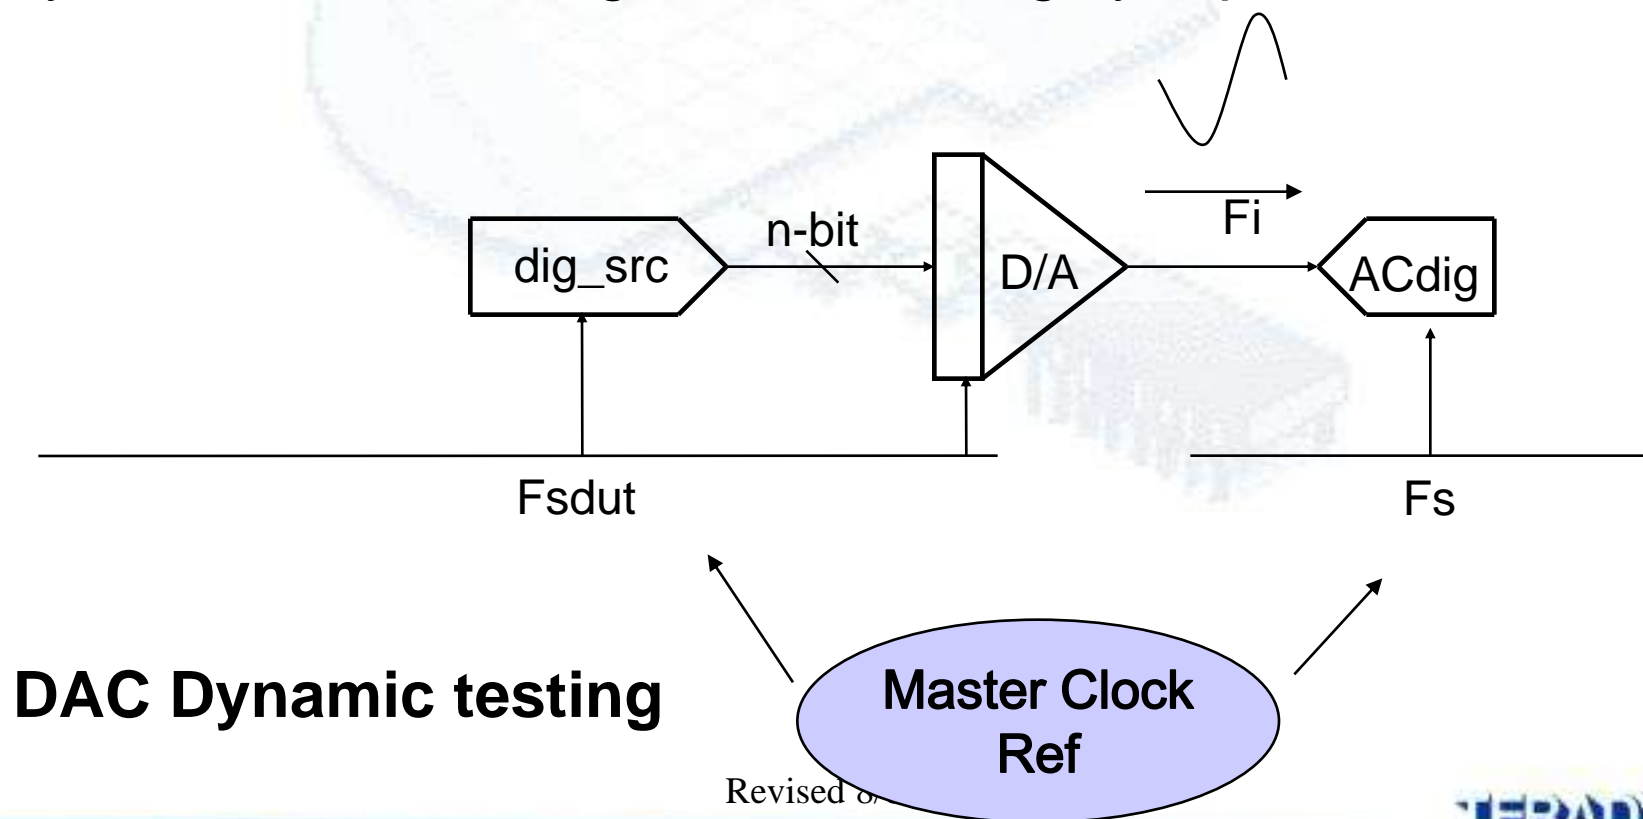 n-bit
Fi
dig_src
D/A
ACdig
Fsdut
Fs
DAC Dynamic testing
Master Clock
Ref
Revised